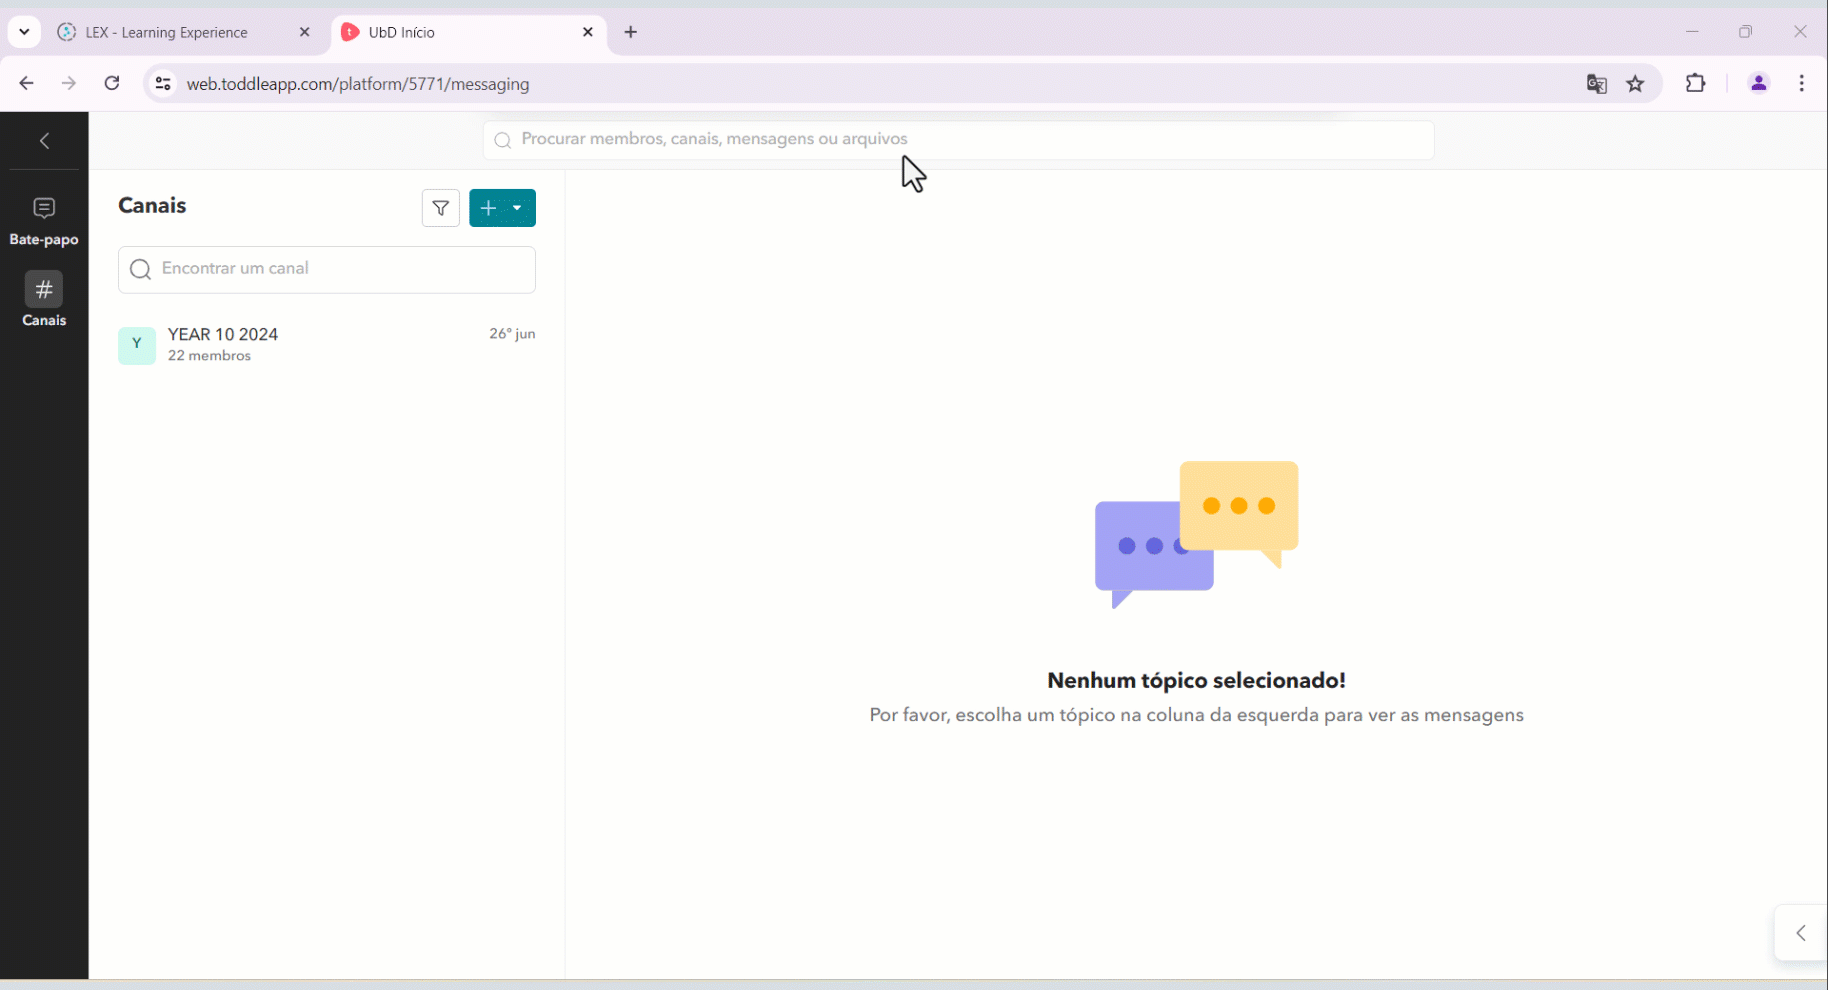 LEX - Learning Experience
UbD Início
web.toddleapp.com/platform/5771/messaging
Procurar membros, canais, mensagens ou arquivos
Bate-papo
Canais
Canais
Encontrar um canal
Y
YEAR 10 2024
26º jun
22 membros
Nenhum tópico selecionado!
Por favor, escolha um tópico na coluna da esquerda para ver as mensagens